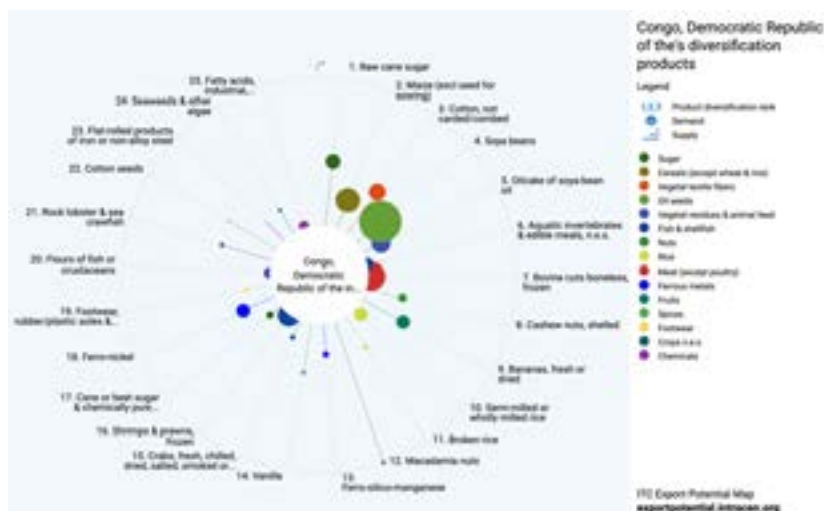 Congo, Democratic Republic
of the's diversification
products
Legend
1,2,3 Product diversification rank
Demand
Supply
Sugar
Cereals (except wheat & rice)
Vegetal textile fibers
Oil seeds
Vegetal residues & animal feed
Fish & shellfish
Nuts
Rice
Meat (except poultry)
Ferrous metals
Fruits
Spices
Footwear
Crops n.e.s
Chemicals
ITC Export Potential Map
exportpotential.intracen.org
1. Raw cane sugar
2. Maize (excl seed for
sowing)
3. Cotton, not
carded/combed
4. Soya beans
5. Oilcake of soya bean
oil
6. Aquatic invertebrates
& edible meals, n.e.s.
7. Bovine cuts boneless,
frozen
8. Cashew nuts, shelled
9. Bananas, fresh or
dried
10. Semi-milled or
wholly milled rice
11. Broken rice
12. Macadamia nuts
13.
Ferro-silico-manganese
14. Vanilla
15. Crabs, fresh, chilled,
dried, salted, smoked or...
16. Shrimps & prawns,
frozen
17. Cane or beet sugar
& chemically pure...
18. Ferro-nickel
19. Footwear,
rubber/plastic soles &...
20. Flours of fish or
crustaceans
21. Rock lobster & sea
crawfish
22. Cotton seeds
23. Flat-rolled products
of iron or non-alloy steel
24. Seaweeds & other
algae
25. Fatty acids,
industrial,...
Congo,
Democratic
Republic of the in...